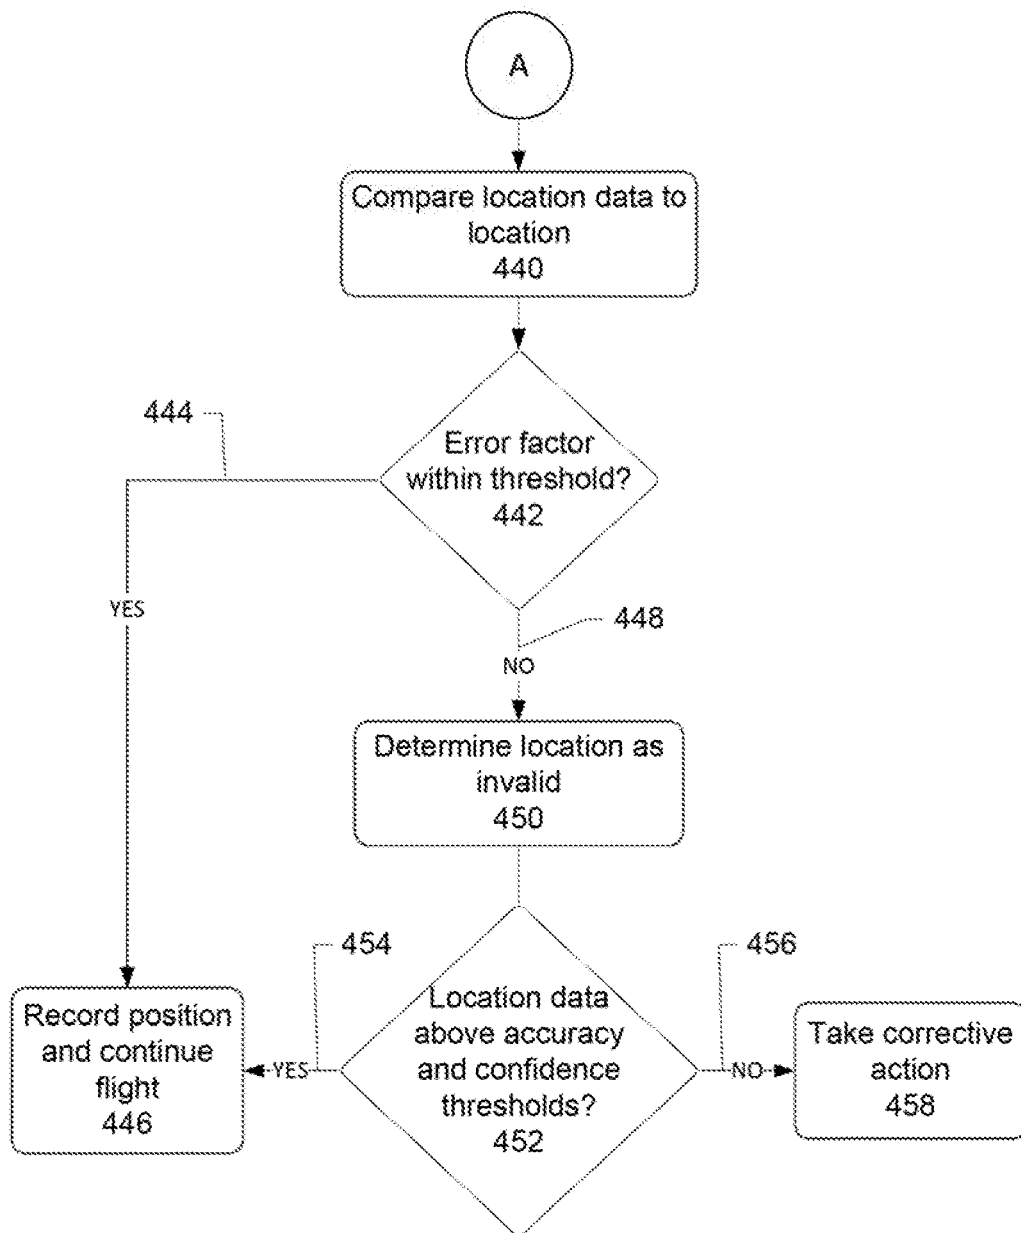 A
Compare location data to
location
440
444
Error factor
within threshold?
442
YES
448
NO
Determine location as
invalid
450
454
456
Record position
and continue
flight
446
YES
Location data
above accuracy
and confidence
thresholds?
452
NO
Take corrective
action
458